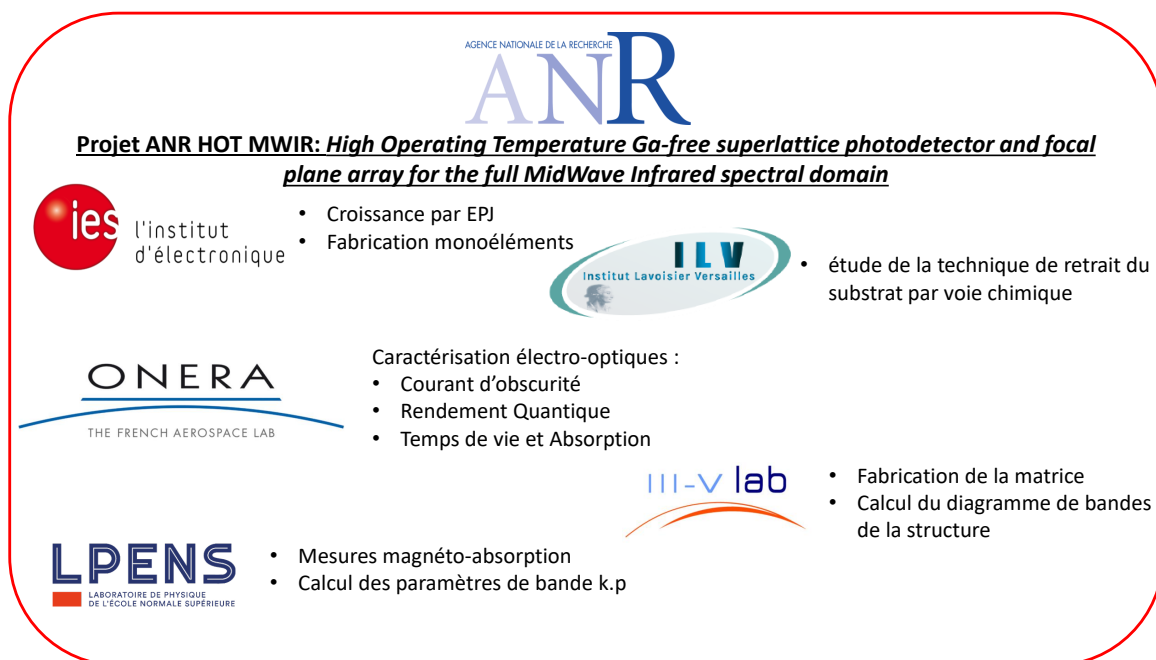 AGENCE NATIONALE DE LA RECHERCHE
ANR
Projet ANR HOT MWIR: High Operating Temperature Ga-free superlattice photodetector and focal
plane array for the full MidWave Infrared spectral domain
ies
l'institut
d'électronique
• Croissance par EPJ
• Fabrication monoéléments
ILV
Institut Lavoisier Versailles
• étude de la technique de retrait du
substrat par voie chimique
ONERA
THE FRENCH AEROSPACE LAB
Caractérisation électro-optiques :
• Courant d'obscurité
• Rendement Quantique
• Temps de vie et Absorption
III-V lab
• Fabrication de la matrice
• Calcul du diagramme de bandes
de la structure
LPENS
LABORATOIRE DE PHYSIQUE
DE L'ÉCOLE NORMALE SUPÉRIEURE
• Mesures magnéto-absorption
• Calcul des paramètres de bande k.p